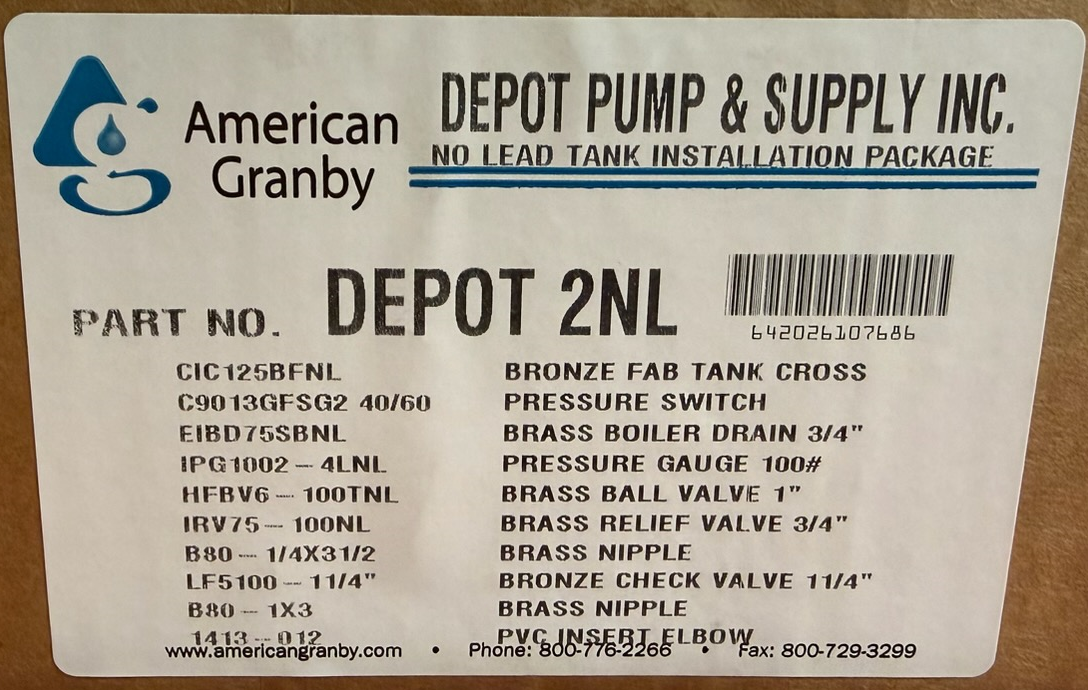 American
Granby
DEPOT PUMP & SUPPLY INC.
NO LEAD TANK INSTALLATION PACKAGE
PART NO. DEPOT 2NL
642026107686
CIC125BFNL BRONZE FAB TANK CROSS
C9013GFSG2 40/60 PRESSURE SWITCH
EIBD75SBNL BRASS BOILER DRAIN 3/4"
IPG1002-4LNL PRESSURE GAUGE 100#
HFBV6-100TNL BRASS BALL VALVE 1"
IRV75-100NL BRASS RELIEF VALVE 3/4"
B80-1/4X31/2 BRASS NIPPLE
LF5100-11/4" BRONZE CHECK VALVE 11/4"
B80-1X3 BRASS NIPPLE
1413-012 PVC INSERT ELBOW
www.americangranby.com • Phone: 800-776-2266 • Fax: 800-729-3299